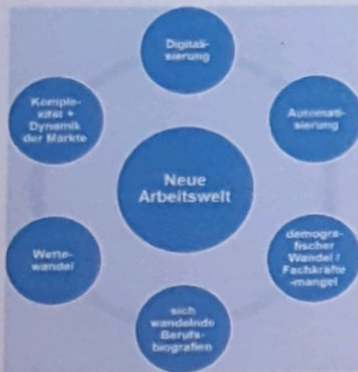 Digitali-
sierung
Automati-
sierung
demogra-
fischer
Wandel /
Fachkräfte
-mangel
sich
wandelnde
Berufs-
biografien
Werte-
wandel
Komple-
xität +
Dynamik
der Märkte
Neue
Arbeitswelt